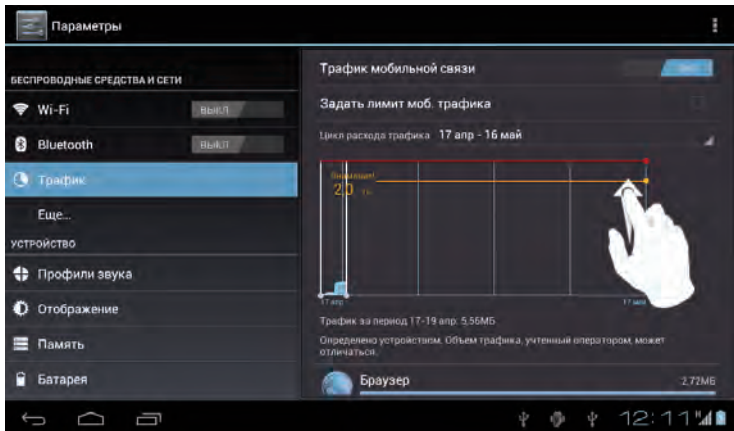 Параметры
БЕСПРОВОДНЫЕ СРЕДСТВА И СЕТИ
Wi-Fi
ВЫКЛ
Bluetooth
ВЫКЛ
Трафик
Еще...
УСТРОЙСТВО
Профили звука
Отображение
Память
Батарея
Трафик мобильной связи
Задать лимит моб. трафика
Цикл расхода трафика 17 апр - 16 май
Внимание!
2,0 ГБ
17 апр
17 мая
Трафик за период 17-19 апр: 5,56МБ
Определено устройством. Объем трафика, учтенный оператором, может
отличаться.
Браузер
2,72МБ
12:11